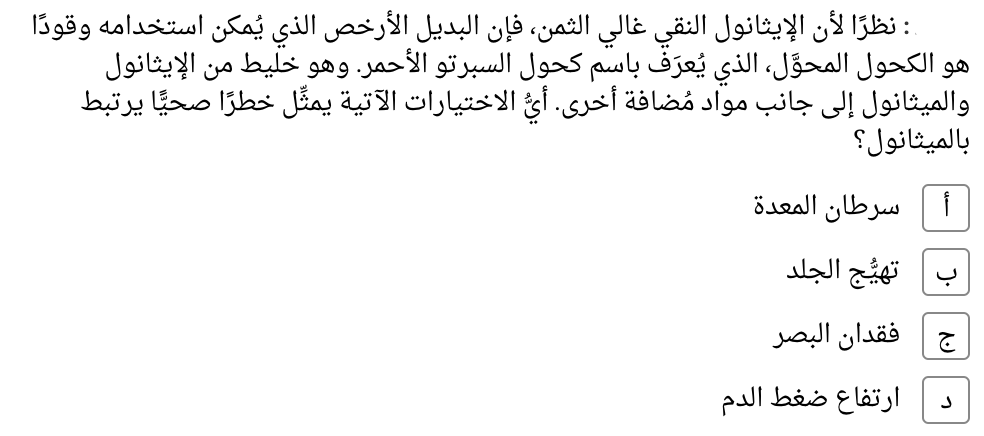 : نظرًا لأن الإيثانول النقي غالي الثمن، فإن البديل الأرخص الذي يُمكن استخدامه وقودًا
هو الكحول المحوَّل، الذي يُعرَف باسم كحول السبرتو الأحمر. وهو خليط من الإيثانول
والميثانول إلى جانب مواد مُضافة أخرى. أيُّ الاختيارات الآتية يمثِّل خطرًا صحيًّا يرتبط
بالميثانول؟
أ سرطان المعدة
ب تهيُّج الجلد
ج فقدان البصر
د ارتفاع ضغط الدم